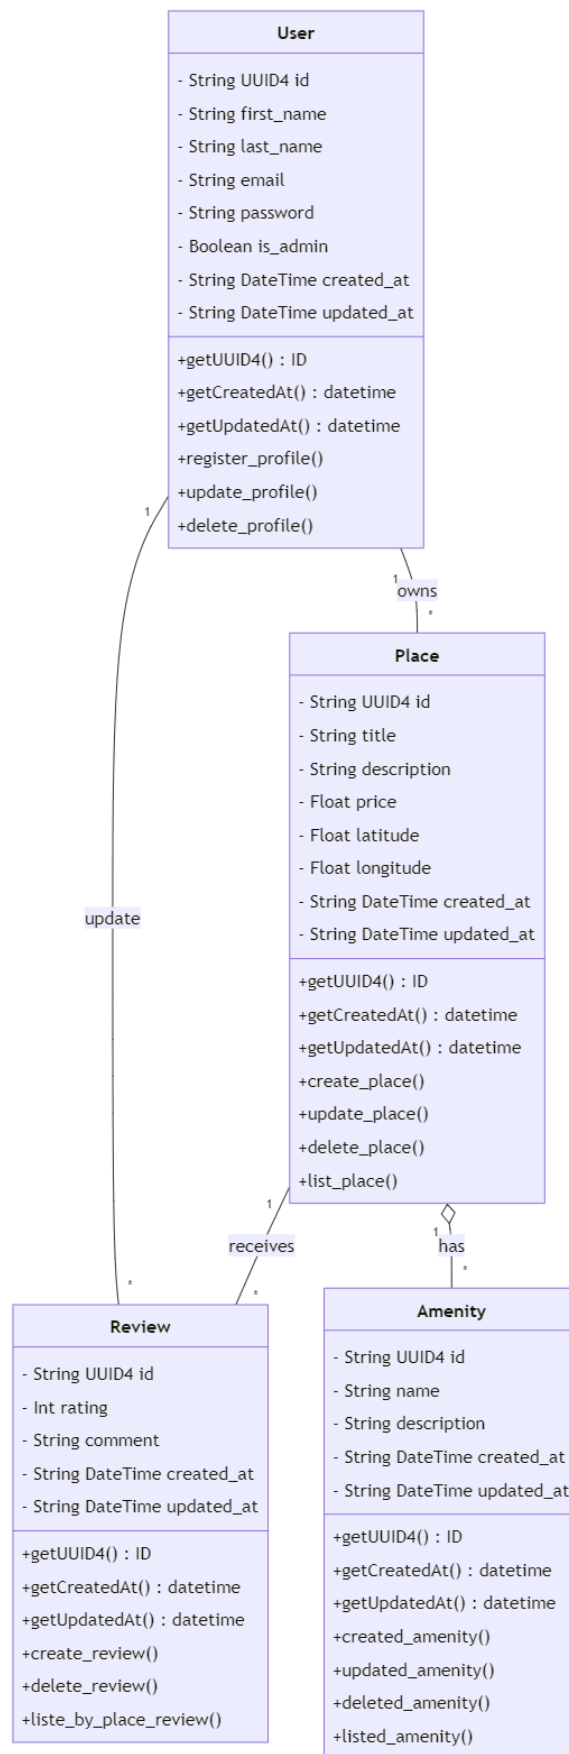 User
- String UUID4 id
- String first_name
- String last_name
- String email
- String password
- Boolean is_admin
- String DateTime created_at
- String DateTime updated_at
+getUUID4() : ID
+getCreatedAt() : datetime
+getUpdatedAt() : datetime
+register_profile()
+update_profile()
+delete_profile()
1
1
owns
*
Place
- String UUID4 id
- String title
- String description
- Float price
- Float latitude
- Float longitude
- String DateTime created_at
- String DateTime updated_at
+getUUID4() : ID
+getCreatedAt() : datetime
+getUpdatedAt() : datetime
+create_place()
+update_place()
+delete_place()
+list_place()
update
1
receives
*
*
1
has
*
Review
- String UUID4 id
- Int rating
- String comment
- String DateTime created_at
- String DateTime updated_at
+getUUID4() : ID
+getCreatedAt() : datetime
+getUpdatedAt() : datetime
+create_review()
+delete_review()
+liste_by_place_review()
Amenity
- String UUID4 id
- String name
- String description
- String DateTime created_at
- String DateTime updated_at
+getUUID4() : ID
+getCreatedAt() : datetime
+getUpdatedAt() : datetime
+created_amenity()
+updated_amenity()
+deleted_amenity()
+listed_amenity()